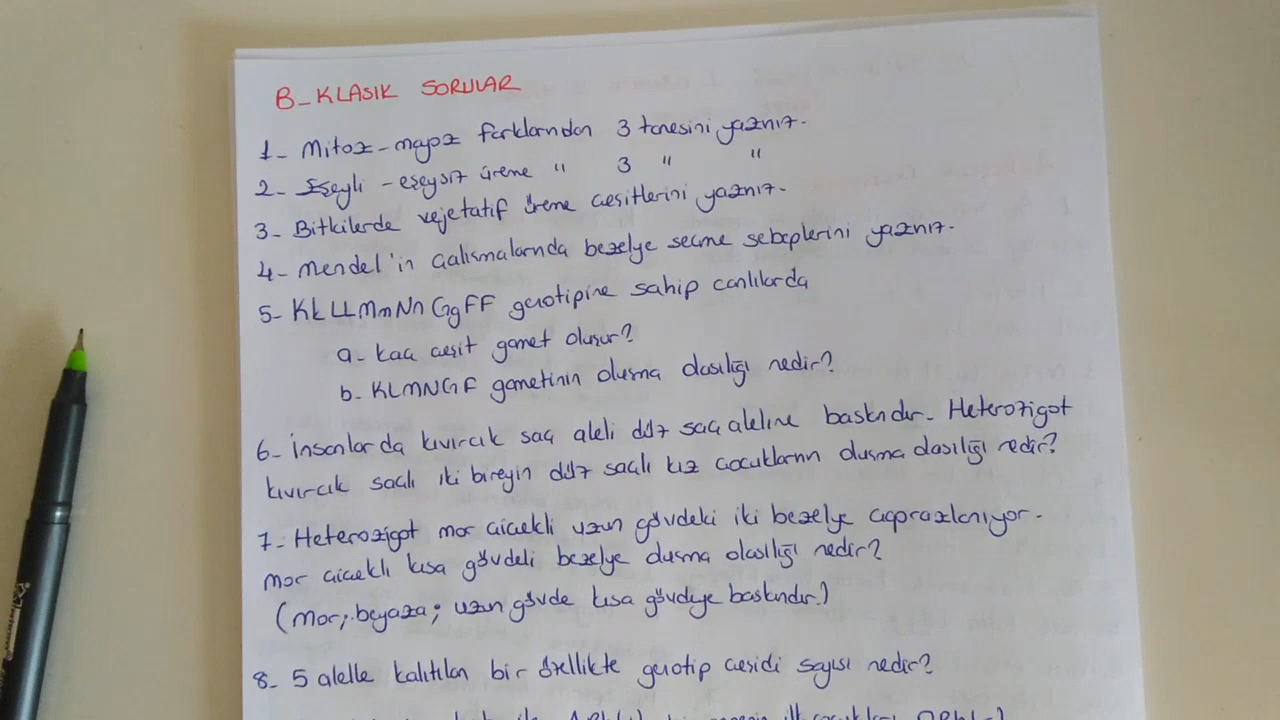 B_KLASIK SORULAR
1- Mitoz-mayoz farklarından 3 tanesini yazınız.
2- Eşeyli -eşeysiz üreme " 3 " "
3- Bitkilerde vejetatif üreme çeşitlerini yazınız.
4- Mendel'in çalışmalarında bezelye seçme sebeplerini yazınız.
5- KkLLMmNnGgFF genotipine sahip canlılarda
a- kaç çeşit gamet oluşur?
b. KLMNGF gametinin oluşma olasılığı nedir?
6- İnsanlarda kıvırcık saç aleli düz saç aleline baskındır. Heterozigot
kıvırcık saçlı iki bireyin düz saçlı kız çocuklarının oluşma olasılığı nedir?
7- Heterozigot mor çiçekli uzun gövdeki iki bezelye çaprazlanıyor.
Mor çiçekli kısa gövdeli bezelye oluşma olasılığı nedir?
(Mor; beyaza; uzun gövde kısa gövdeye baskındır.)
8- 5 alelle kalıtılan bir özellikte genotip çeşidi sayısı nedir?